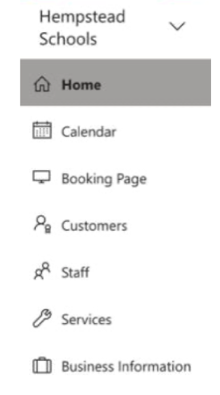 Hempstead
Schools
Home
Calendar
Booking Page
Customers
Staff
Services
Business Information